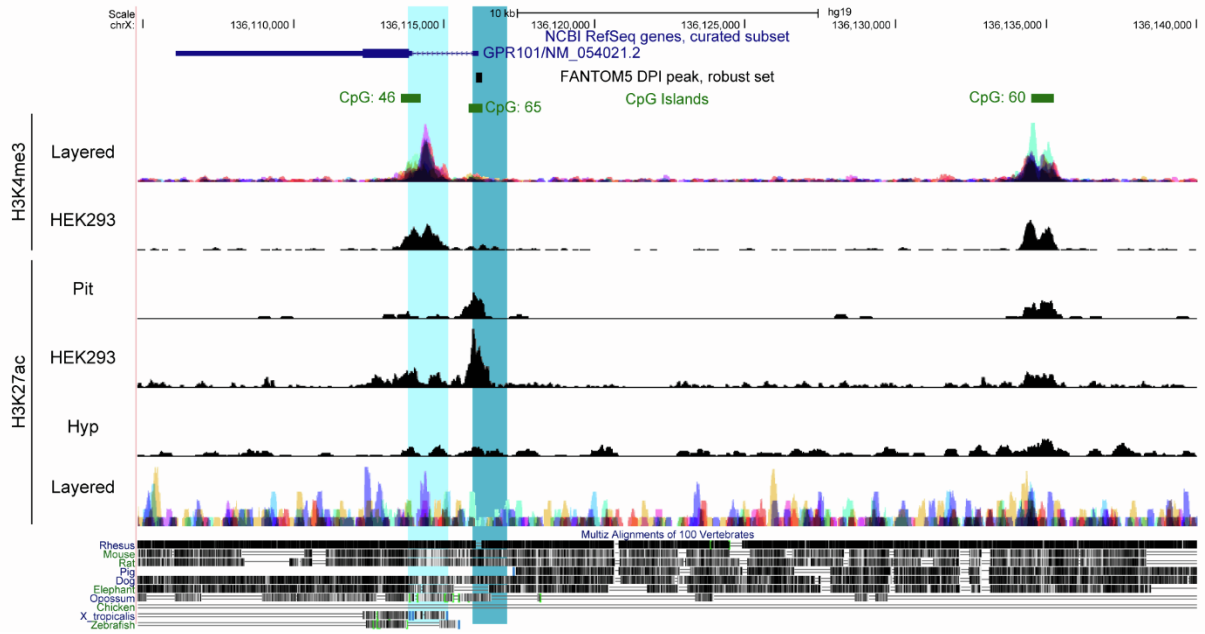 Scale 10 kb hg19
chrX: 136,110,000 136,115,000 136,120,000 136,125,000 136,130,000 136,135,000 136,140,000
NCBI RefSeq genes, curated subset
GPR101/NM_054021.2
FANTOM5 DPI peak, robust set
CpG: 46 CpG Islands CpG: 60
CpG: 65
H3K4me3
Layered
HEK293
H3K27ac
Pit
HEK293
Hyp
Layered
Multiz Alignments of 100 Vertebrates
Rhesus
Mouse
Rat
Pig
Dog
Elephant
Opossum
Chicken
X_tropicalis
Zebrafish